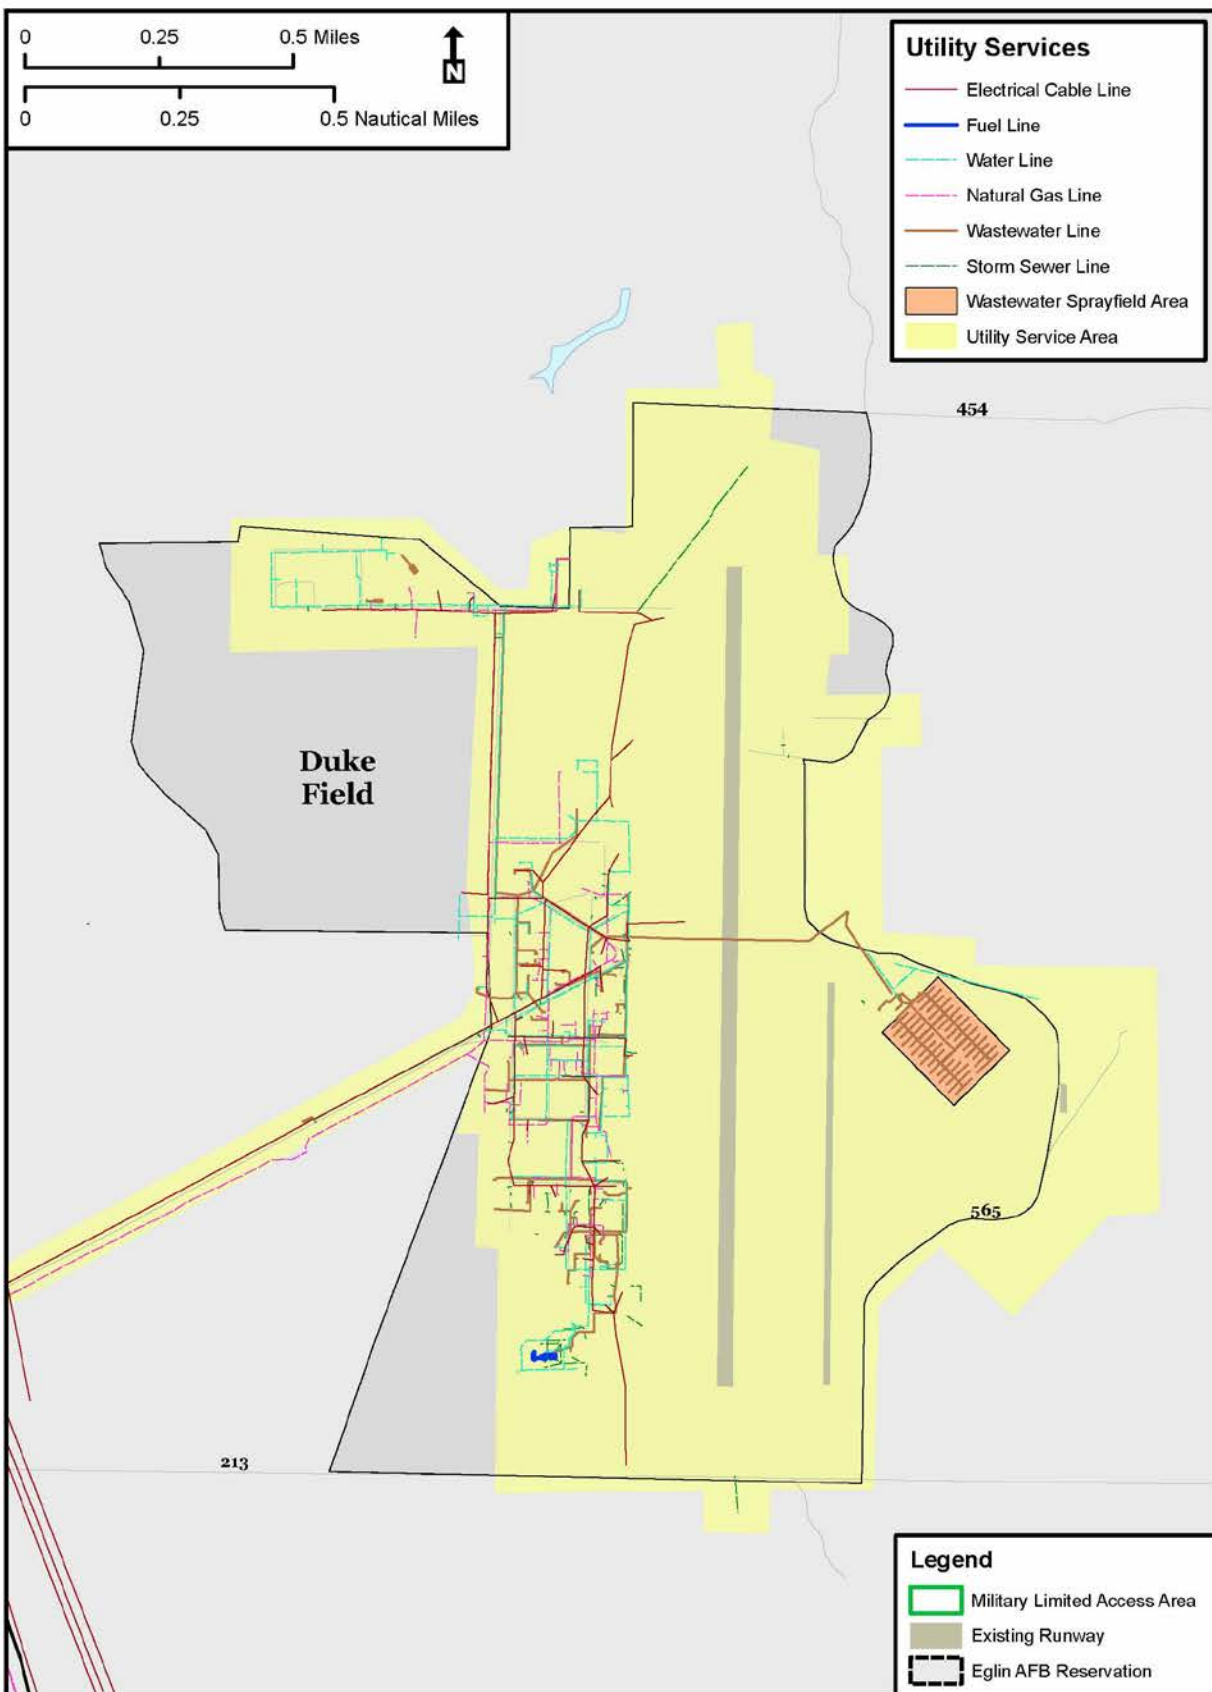 0 0.25 0.5 Miles
N
0 0.25 0.5 Nautical Miles
Utility Services
Electrical Cable Line
Fuel Line
Water Line
Natural Gas Line
Wastewater Line
Storm Sewer Line
Wastewater Sprayfield Area
Utility Service Area
454
Duke
Field
565
213
Legend
Military Limited Access Area
Existing Runway
Eglin AFB Reservation